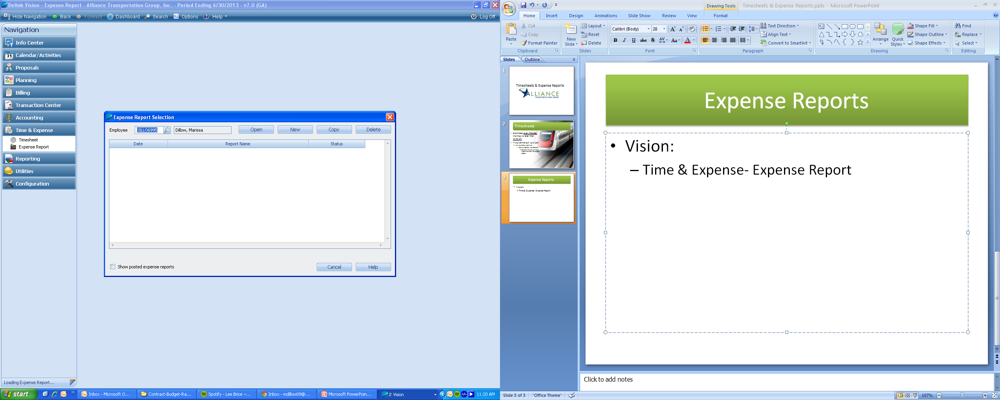 Deltek Vision - Expense Report - Alliance Transportation Group, Inc. - Period Ending 6/30/2013 - v7.0 (GA)
Hide Navigation Back Forward Dashboard Search Options Help Log Off
Navigation
Info Center
Calendar/Activities
Proposals
Planning
Billing
Transaction Center
Accounting
Time & Expense
Timesheet
Expense Report
Reporting
Utilities
Configuration
Loading Expense Report...
Expense Report Selection
Employee DILLO6995 Dillow, Marissa Open New Copy Delete
Date Report Name Status
Show posted expense reports Cancel Help
start Inbox - Microsoft O... Contract-Budget-Ra... Spotify - Lee Brice –... Inbox - mdillow09@... Microsoft PowerPoin... 2 Vision 11:20 AM
Drawing Tools Timesheets & Expense Reports.pptx - Microsoft PowerPoint
Home Insert Design Animations Slide Show Review View Format
Paste Cut Copy Format Painter
Clipboard
New Slide Layout Reset Delete
Slides
Calibri (Body) 28
Font
Text Direction
Align Text
Convert to SmartArt
Paragraph
Arrange Quick Styles Shape Fill Shape Outline Shape Effects
Drawing
Find
Replace
Select
Editing
Slides Outline
1
Timesheets & Expense Reports
ALLIANCE
TRANSPORTATION GROUP
2
Timesheets
• Submitted every Monday
morning no later than
10:00 AM
• If you cannot pull up a job:
3
Expense Reports
• Vision:
– Time & Expense- Expense Report
Expense Reports
• Vision:
– Time & Expense- Expense Report
Click to add notes
Slide 3 of 3 "Office Theme" 107%